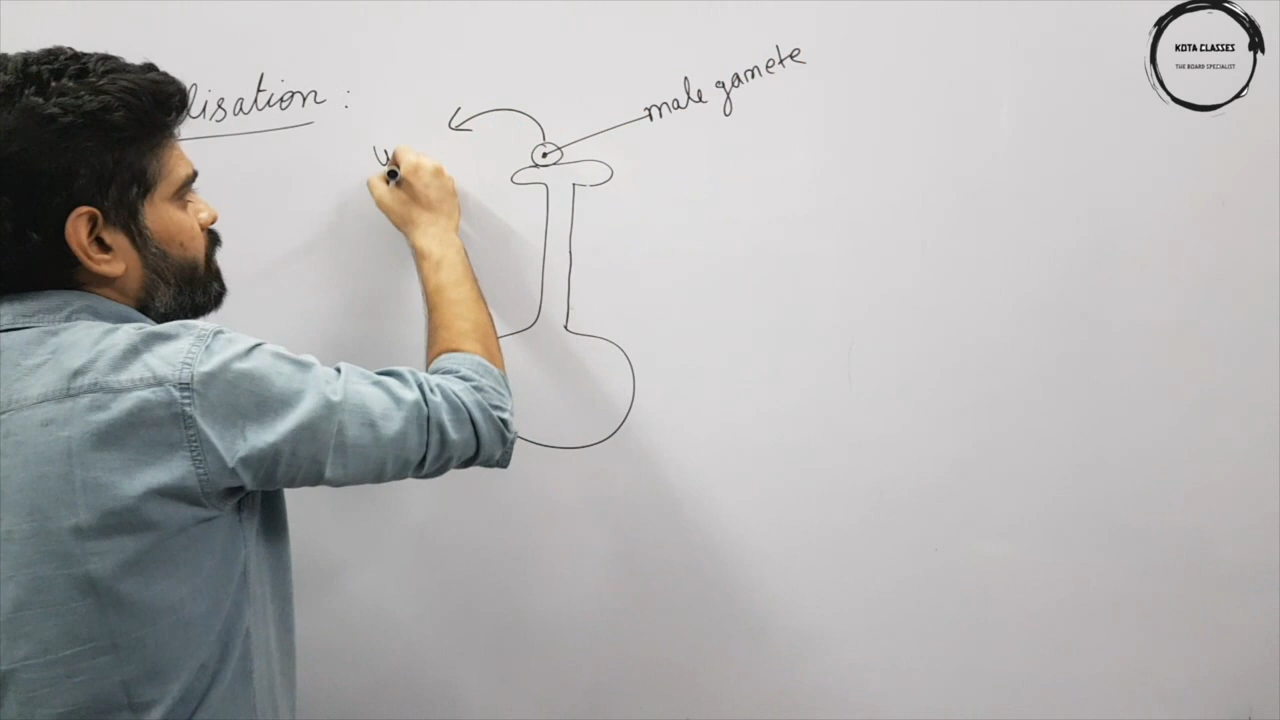 lisation :
male gamete
KOTA CLASSES
THE BOARD SPECIALIST